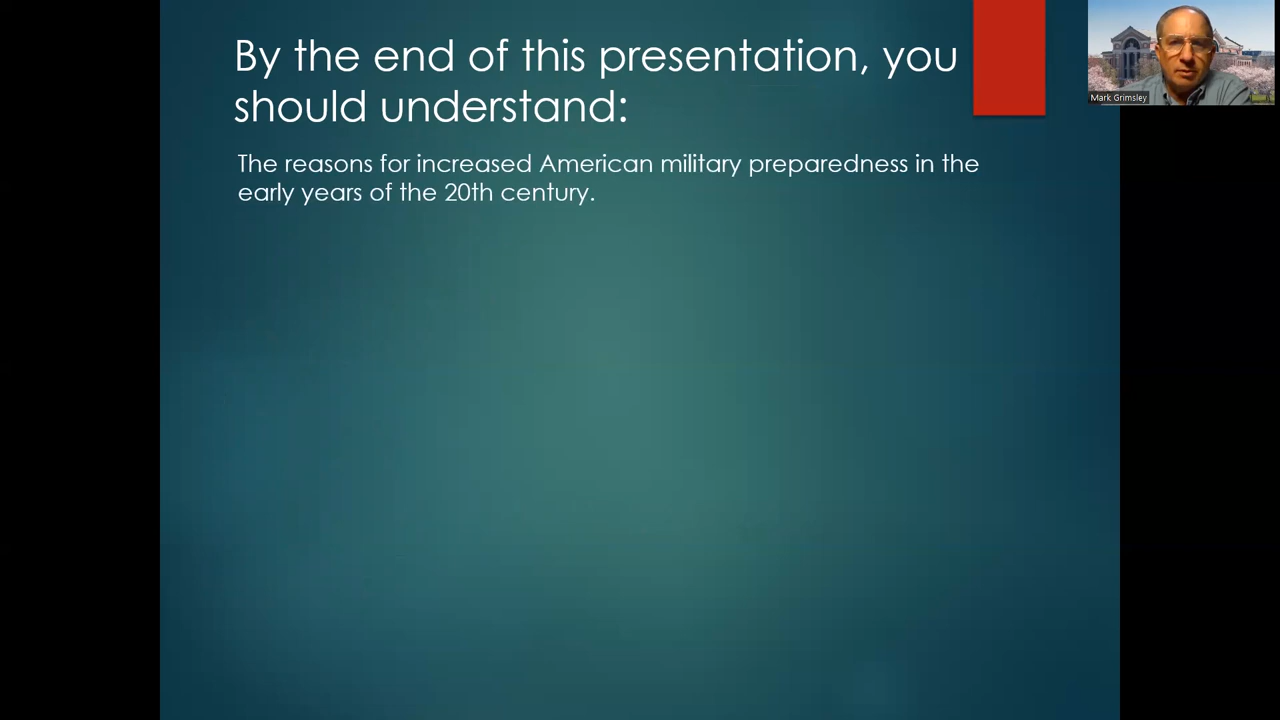 By the end of this presentation, you
should understand:
The reasons for increased American military preparedness in the
early years of the 20th century.
Mark Grimsley